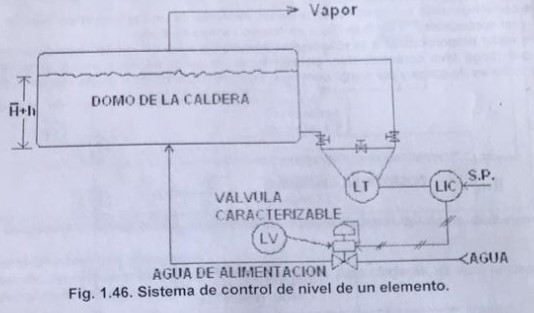 Vapor
H̅+h
DOMO DE LA CALDERA
LT
LIC
S.P.
VALVULA
CARACTERIZABLE
LV
AGUA
AGUA DE ALIMENTACION
Fig. 1.46. Sistema de control de nivel de un elemento.